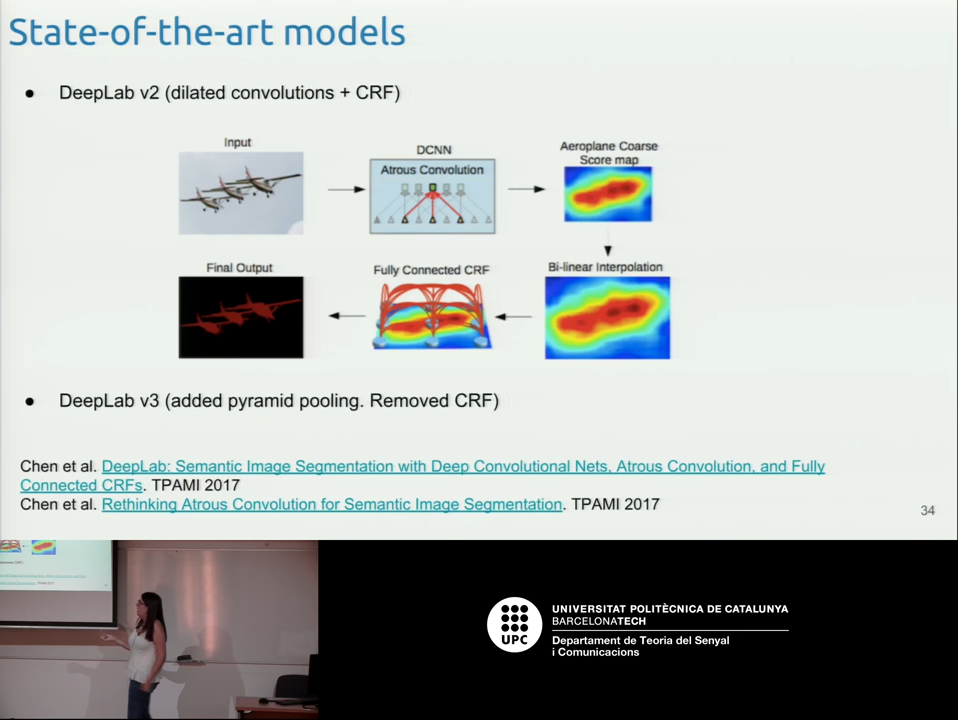 State-of-the-art models
● DeepLab v2 (dilated convolutions + CRF)
Input
DCNN
Atrous Convolution
Aeroplane Coarse
Score map
Final Output
Fully Connected CRF
Bi-linear Interpolation
● DeepLab v3 (added pyramid pooling. Removed CRF)
Chen et al. DeepLab: Semantic Image Segmentation with Deep Convolutional Nets, Atrous Convolution, and Fully
Connected CRFs. TPAMI 2017
Chen et al. Rethinking Atrous Convolution for Semantic Image Segmentation. TPAMI 2017
34
UPC
UNIVERSITAT POLITÈCNICA DE CATALUNYA
BARCELONATECH
Departament de Teoria del Senyal
i Comunicacions